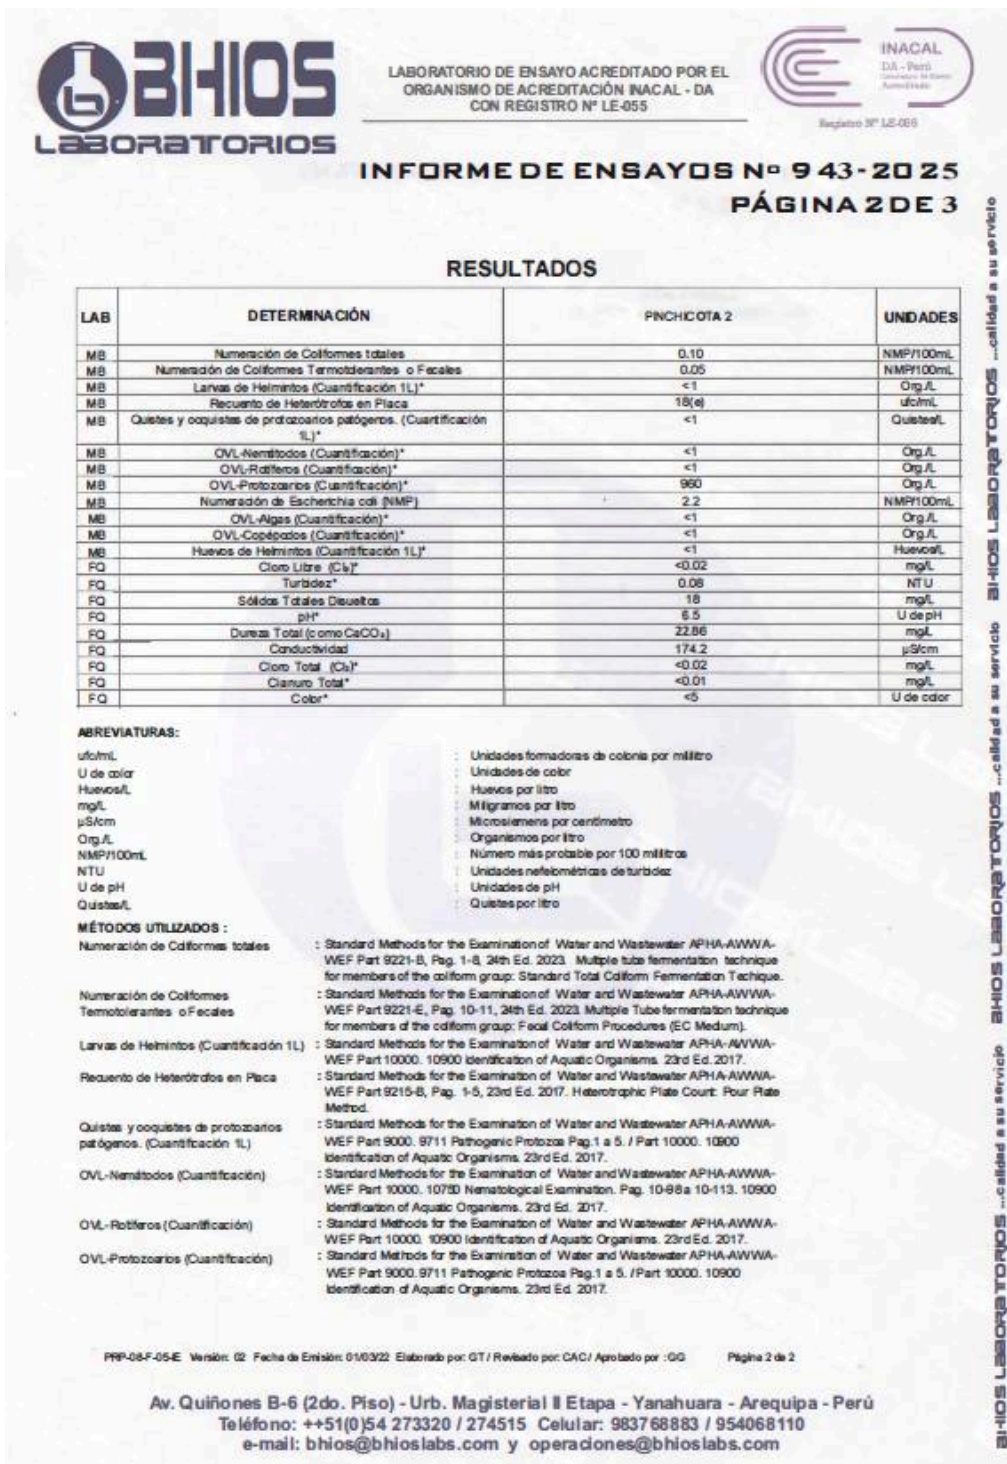 BHIOS
LABORATORIOS
LABORATORIO DE ENSAYO ACREDITADO POR EL
ORGANISMO DE ACREDITACIÓN INACAL - DA
CON REGISTRO N° LE-055
INACAL
DA - Perú
Acreditado
Registro N° LE-055
INFORME DE ENSAYOS Nº 943-2025
PÁGINA 2 DE 3
RESULTADOS
LAB DETERMINACIÓN PINCHICOTA 2 UNIDADES
MB Numeración de Coliformes totales 0.10 NMP/100mL
MB Numeración de Coliformes Termotolerantes o Fecales 0.05 NMP/100mL
MB Larvas de Helmintos (Cuantificación 1L)* <1 Org./L
MB Recuento de Heterótrofos en Placa 18(e) ufc/mL
MB Quistes y ooquistes de protozoarios patógenos. (Cuantificación 1L)* <1 Quistes/L
MB OVL-Nemátodos (Cuantificación)* <1 Org./L
MB OVL-Rotíferos (Cuantificación)* <1 Org./L
MB OVL-Protozoarios (Cuantificación)* 960 Org./L
MB Numeración de Escherichia coli (NMP) 2.2 NMP/100mL
MB OVL-Algas (Cuantificación)* <1 Org./L
MB OVL-Copépodos (Cuantificación)* <1 Org./L
MB Huevos de Helmintos (Cuantificación 1L)* <1 Huevos/L
FQ Cloro Libre (Cl₂)* <0.02 mg/L
FQ Turbidez* 0.08 NTU
FQ Sólidos Totales Disueltos 18 mg/L
FQ pH* 6.5 U de pH
FQ Dureza Total (como CaCO₃) 22.86 mg/L
FQ Conductividad 174.2 µS/cm
FQ Cloro Total (Cl₂)* <0.02 mg/L
FQ Cianuro Total* <0.01 mg/L
FQ Color* <5 U de color
ABREVIATURAS:
ufc/mL : Unidades formadoras de colonia por mililitro
U de color : Unidades de color
Huevos/L : Huevos por litro
mg/L : Miligramos por litro
µS/cm : Microsiemens por centímetro
Org./L : Organismos por litro
NMP/100mL : Número más probable por 100 mililitros
NTU : Unidades nefelométricas de turbidez
U de pH : Unidades de pH
Quistes/L : Quistes por litro
MÉTODOS UTILIZADOS :
Numeración de Coliformes totales : Standard Methods for the Examination of Water and Wastewater APHA-AWWA-
WEF Part 9221-B, Pag. 1-8, 24th Ed. 2023. Multiple tube fermentation technique
for members of the coliform group: Standard Total Coliform Fermentation Techique.
Numeración de Coliformes
Termotolerantes o Fecales : Standard Methods for the Examination of Water and Wastewater APHA-AWWA-
WEF Part 9221-E, Pag. 10-11, 24th Ed. 2023. Multiple Tube fermentation technique
for members of the coliform group: Fecal Coliform Procedures (EC Medium).
Larvas de Helmintos (Cuantificación 1L) : Standard Methods for the Examination of Water and Wastewater APHA-AWWA-
WEF Part 10000. 10900 Identification of Aquatic Organisms. 23rd Ed. 2017.
Recuento de Heterótrofos en Placa : Standard Methods for the Examination of Water and Wastewater APHA-AWWA-
WEF Part 9215-B, Pag. 1-5, 23rd Ed. 2017. Heterotrophic Plate Count: Pour Plate
Method.
Quistes y ooquistes de protozoarios
patógenos. (Cuantificación 1L) : Standard Methods for the Examination of Water and Wastewater APHA-AWWA-
WEF Part 9000. 9711 Pathogenic Protozoa Pag.1 a 5. / Part 10000. 10900
Identification of Aquatic Organisms. 23rd Ed. 2017.
OVL-Nemátodos (Cuantificación) : Standard Methods for the Examination of Water and Wastewater APHA-AWWA-
WEF Part 10000. 10750 Nematological Examination. Pag. 10-98 a 10-113. 10900
Identification of Aquatic Organisms. 23rd Ed. 2017.
OVL-Rotíferos (Cuantificación) : Standard Methods for the Examination of Water and Wastewater APHA-AWWA-
WEF Part 10000. 10900 Identification of Aquatic Organisms. 23rd Ed. 2017.
OVL-Protozoarios (Cuantificación) : Standard Methods for the Examination of Water and Wastewater APHA-AWWA-
WEF Part 9000. 9711 Pathogenic Protozoa Pag.1 a 5. / Part 10000. 10900
Identification of Aquatic Organisms. 23rd Ed. 2017.
PRP-08-F-05-IE Versión: 02 Fecha de Emisión: 01/03/22 Elaborado por: GT / Revisado por: CAC / Aprobado por : GG Página 2 de 2
Av. Quiñones B-6 (2do. Piso) - Urb. Magisterial II Etapa - Yanahuara - Arequipa - Perú
Teléfono: ++51(0)54 273320 / 274515 Celular: 983768883 / 954068110
e-mail: bhios@bhioslabs.com y operaciones@bhioslabs.com
BHIOS LABORATORIOS ...calidad a su servicio BHIOS LABORATORIOS ...calidad a su servicio BHIOS LABORATORIOS ...calidad a su servicio